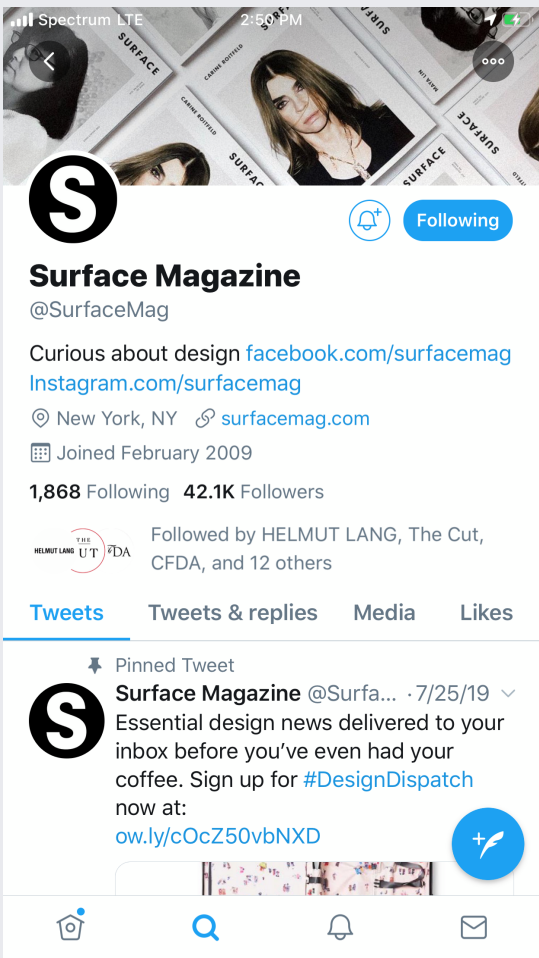 Spectrum LTE 2:50 PM
SURFACE
CARINE ROITFELD
CARINE ROITFELD
SURFACE
SURFACE
MAYA LIN
SURFACE
S
Following
Surface Magazine
@SurfaceMag
Curious about design facebook.com/surfacemag
Instagram.com/surfacemag
New York, NY surfacemag.com
Joined February 2009
1,868 Following 42.1K Followers
HELMUT LANG THE UT DA
Followed by HELMUT LANG, The Cut,
CFDA, and 12 others
Tweets Tweets & replies Media Likes
Pinned Tweet
S
Surface Magazine @Surfa... · 7/25/19
Essential design news delivered to your
inbox before you’ve even had your
coffee. Sign up for #DesignDispatch
now at:
ow.ly/cOcZ50vbNXD